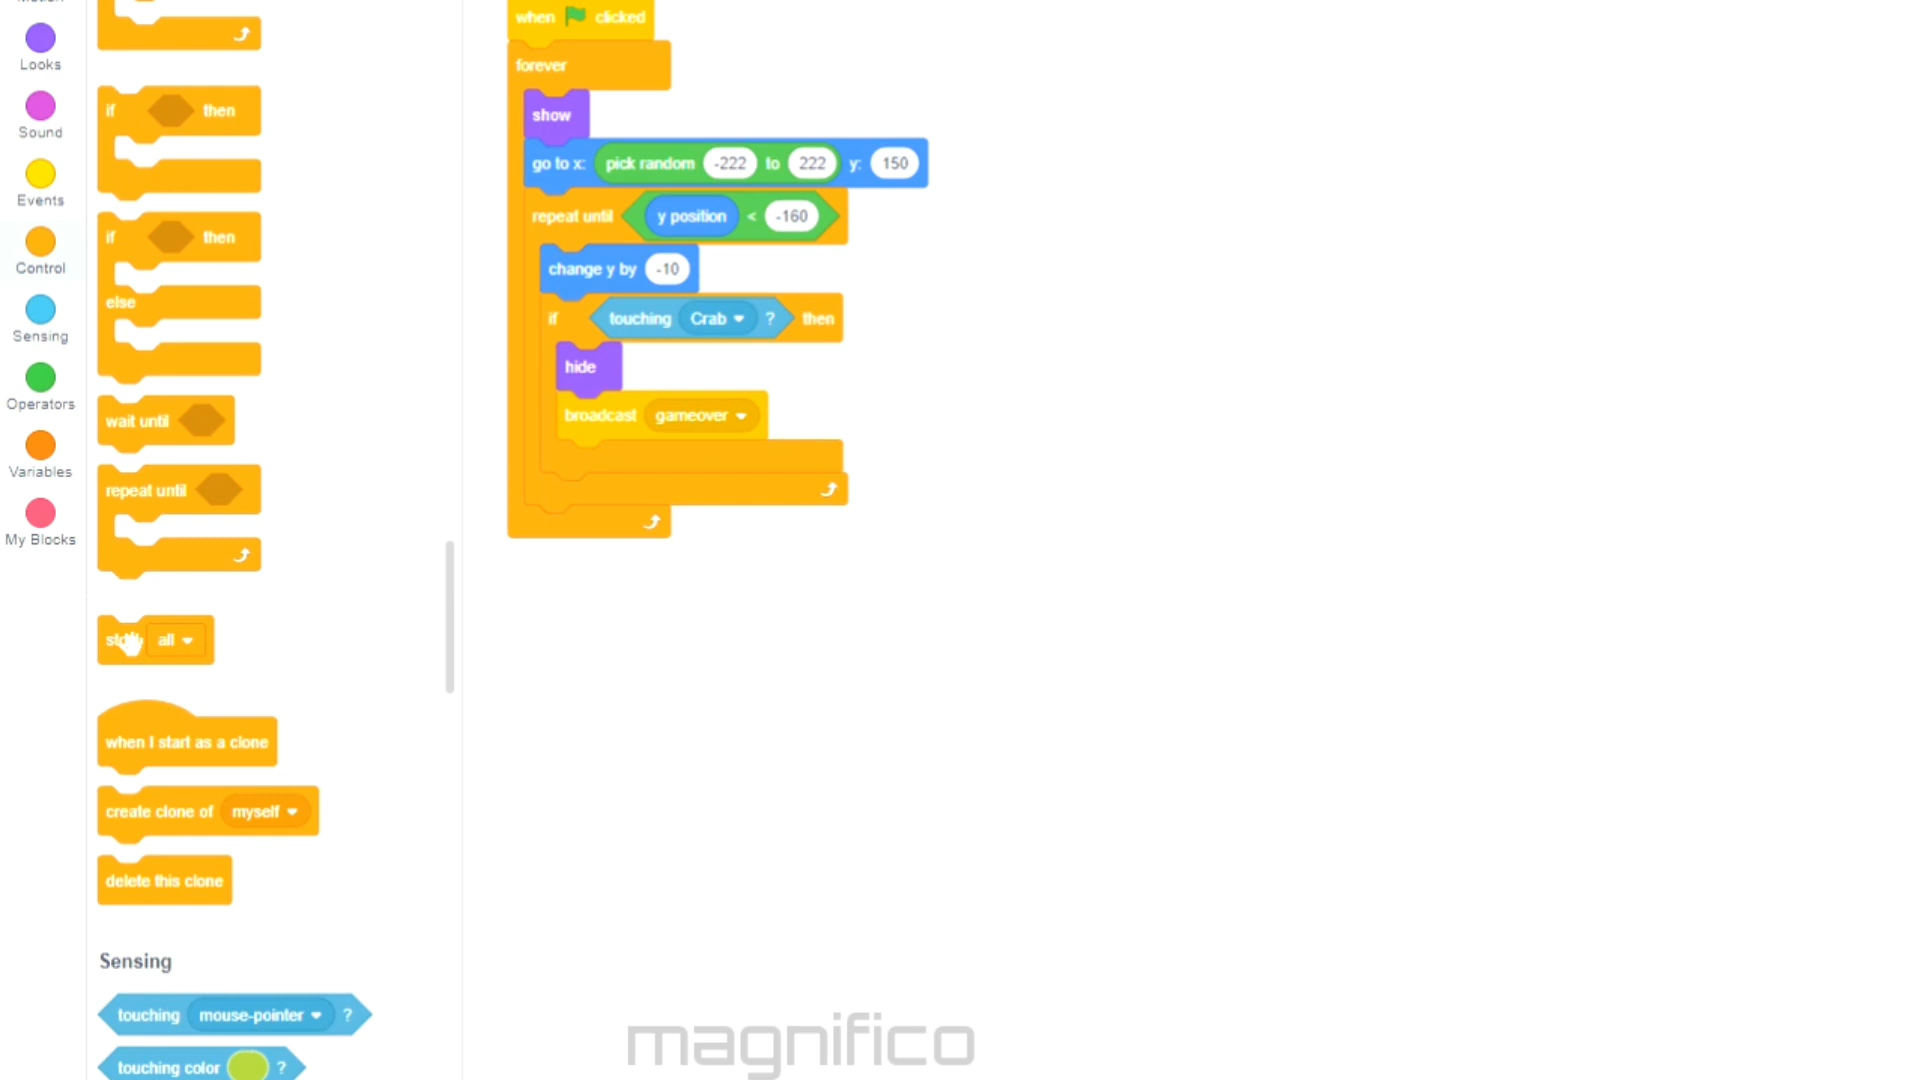 Looks
Sound
Events
Control
Sensing
Operators
Variables
My Blocks
if then
if then
else
wait until
repeat until
all
when I start as a clone
create clone of myself
delete this clone
Sensing
touching mouse-pointer ?
touching color ?
when clicked
forever
show
go to x: pick random -222 to 222 y: 150
repeat until y position < -160
change y by -10
if touching Crab ? then
hide
broadcast gameover
magnifico